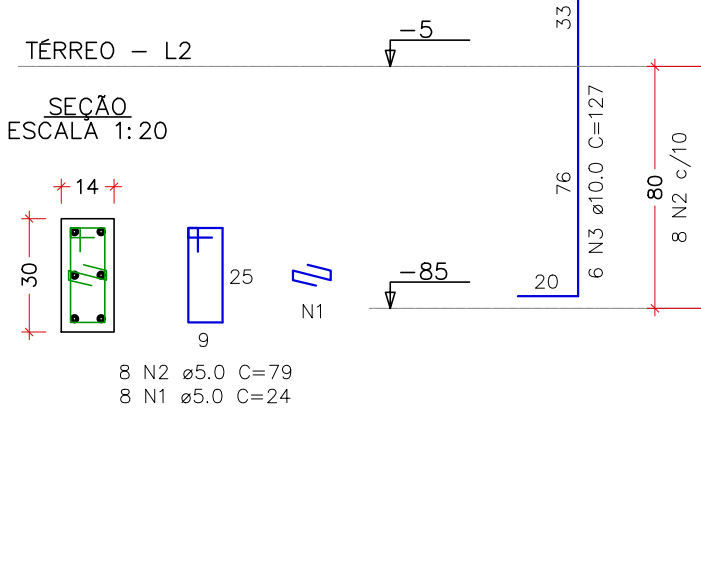 33
−5
TÉRREO − L2
SEÇÃO
ESCALA 1:20
14
30
25
9
N1
8 N2 ø5.0 C=79
8 N1 ø5.0 C=24
−85
20
76
6 N3 ø10.0 C=127
80
8 N2 c/10